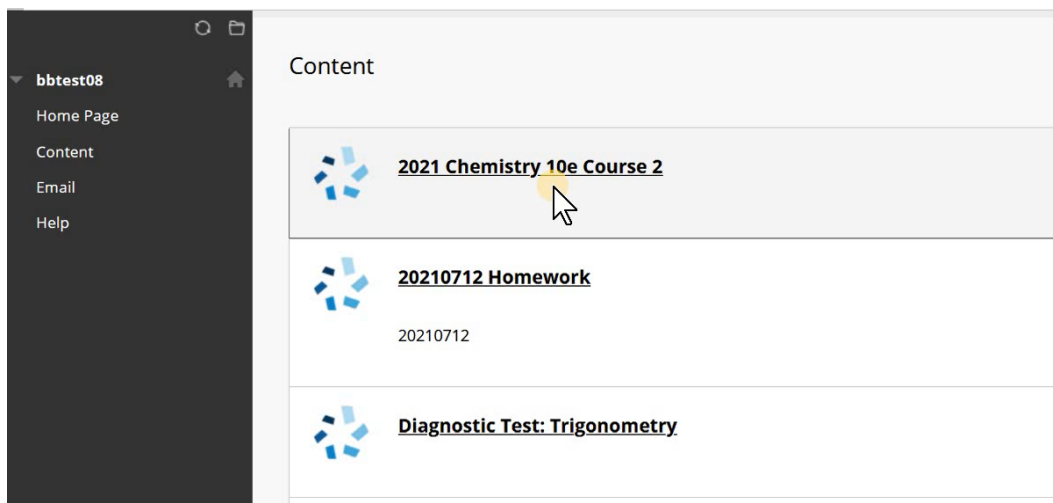 bbtest08
Home Page
Content
Email
Help
Content
2021 Chemistry 10e Course 2
20210712 Homework
20210712
Diagnostic Test: Trigonometry